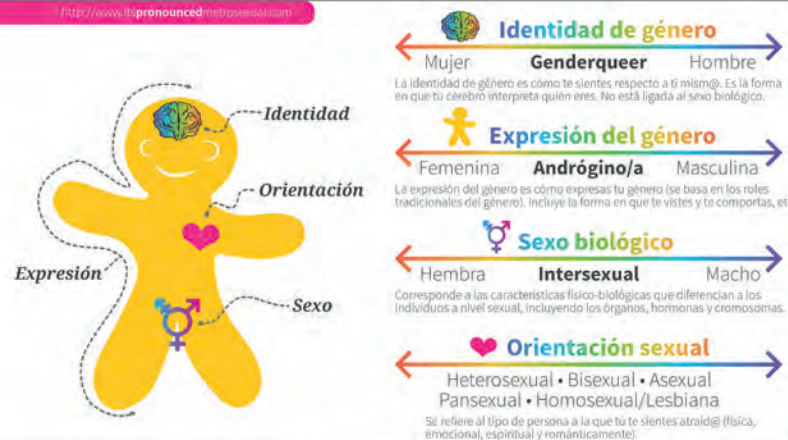 http://www.itspronouncedmetrosexual.com
Identidad
Orientación
Expresión
Sexo
Identidad de género
Mujer Genderqueer Hombre
La identidad de género es cómo te sientes respecto a ti mism@. Es la forma
en que tu cerebro interpreta quién eres. No está ligada al sexo biológico.
Expresión del género
Femenina Andrógino/a Masculina
La expresión del género es cómo expresas tu género (se basa en los roles
tradicionales del género). Incluye la forma en que te vistes y te comportas, et
Sexo biológico
Hembra Intersexual Macho
Corresponde a las características físico-biológicas que diferencian a los
individuos a nivel sexual, incluyendo los órganos, hormonas y cromosomas.
Orientación sexual
Heterosexual • Bisexual • Asexual
Pansexual • Homosexual/Lesbiana
Se refiere al tipo de persona a la que tú te sientes atraíd@ (física,
emocional, espiritual y románticamente).